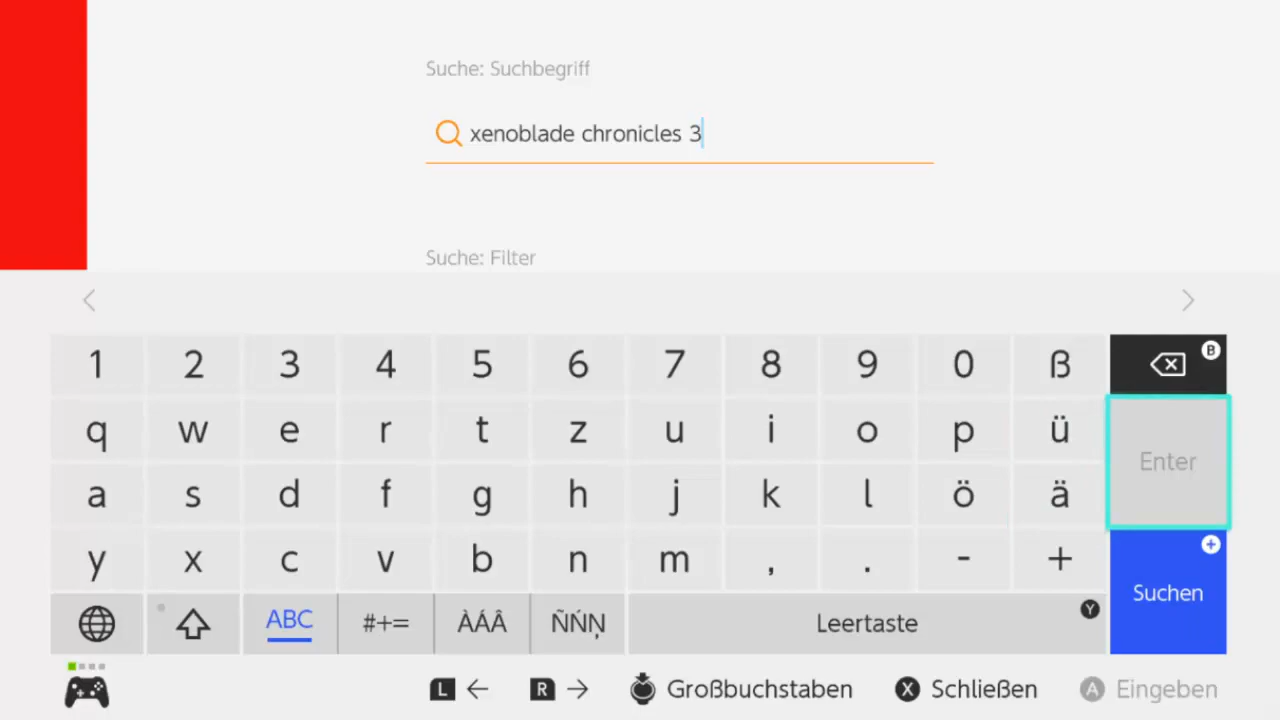 Suche: Suchbegriff
xenoblade chronicles 3
Suche: Filter
1 2 3 4 5 6 7 8 9 0 ß B
q w e r t z u i o p ü Enter
a s d f g h j k l ö ä
y x c v b n m , . - + +
ABC #+= ÀÁÂ ÑŃŅ Leertaste Y Suchen
L ← R → Großbuchstaben X Schließen A Eingeben